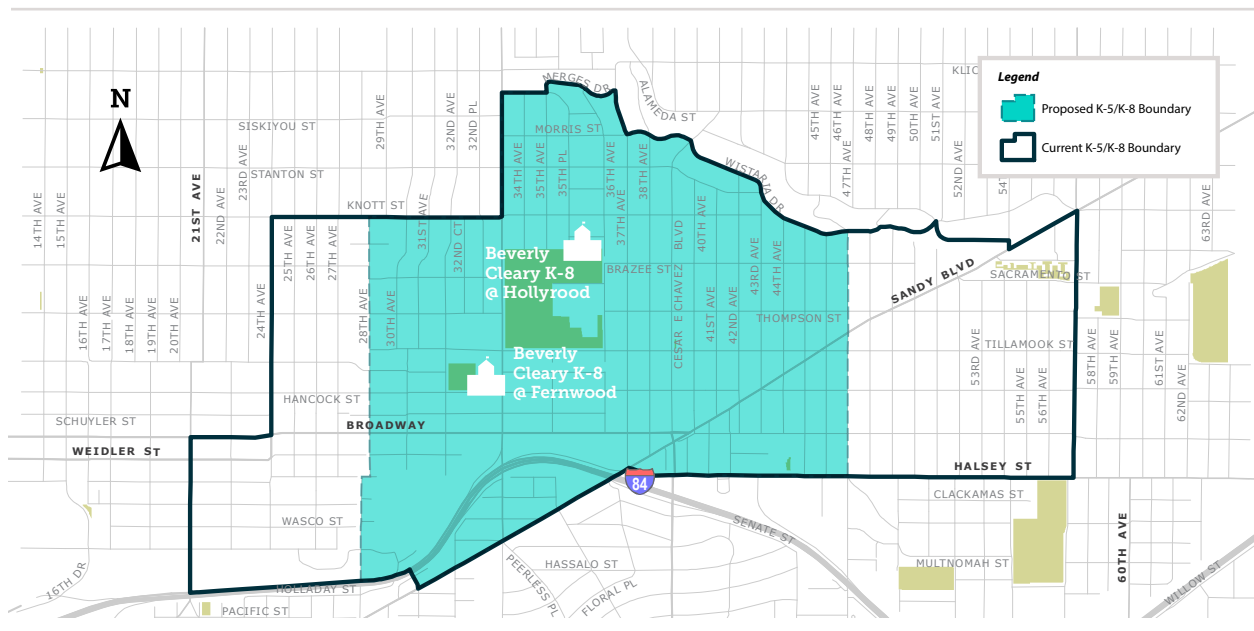 Legend
Proposed K-5/K-8 Boundary
Current K-5/K-8 Boundary
N
MERGES DR
ALAMEDA ST
KLIC
SISKIYOU ST
29TH AVE
32ND AVE
32ND PL
MORRIS ST
45TH AVE
46TH AVE
48TH AVE
49TH AVE
50TH AVE
51ST AVE
STANTON ST
23RD AVE
34TH AVE
35TH AVE
35TH PL
36TH AVE
38TH AVE
WISTARIA DR
47TH AVE
52ND AVE
54T
14TH AVE
15TH AVE
21ST AVE
22ND AVE
KNOTT ST
31ST AVE
32ND CT
37TH AVE
40TH AVE
63RD AVE
25TH AVE
26TH AVE
27TH AVE
Beverly
Cleary K-8
@ Hollyrood
BRAZEE ST
CESAR E CHAVEZ BLVD
43RD AVE
44TH AVE
SANDY BLVD
SACRAMENTO ST
16TH AVE
17TH AVE
18TH AVE
19TH AVE
20TH AVE
24TH AVE
28TH AVE
30TH AVE
41ST AVE
42ND AVE
THOMPSON ST
53RD AVE
TILLAMOOK ST
58TH AVE
59TH AVE
61ST AVE
62ND AVE
Beverly
Cleary K-8
@ Fernwood
55TH AVE
56TH AVE
HANCOCK ST
SCHUYLER ST
BROADWAY
WEIDLER ST
HALSEY ST
84
CLACKAMAS ST
WASCO ST
SENATE ST
60TH AVE
HASSALO ST
MULTNOMAH ST
16TH DR
HOLLADAY ST
PEERLESS PL
FLORAL PL
WILLOW ST
PACIFIC ST